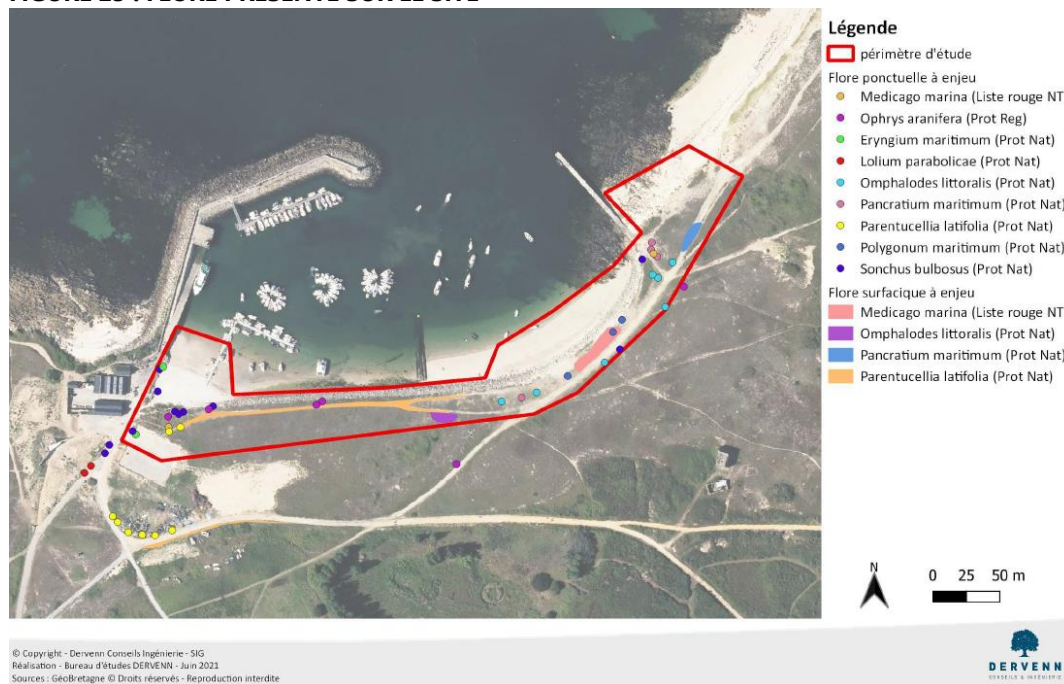 Légende
périmètre d'étude
Flore ponctuelle à enjeu
Medicago marina (Liste rouge NT
Ophrys aranifera (Prot Reg)
Eryngium maritimum (Prot Nat)
Lolium parabolicae (Prot Nat)
Omphalodes littoralis (Prot Nat)
Pancratium maritimum (Prot Nat)
Parentucellia latifolia (Prot Nat)
Polygonum maritimum (Prot Nat)
Sonchus bulbosus (Prot Nat)
Flore surfacique à enjeu
Medicago marina (Liste rouge NT
Omphalodes littoralis (Prot Nat)
Pancratium maritimum (Prot Nat)
Parentucellia latifolia (Prot Nat)
N
0 25 50 m
© Copyright - Dervenn Conseils Ingénierie - SIG
Réalisation - Bureau d'études DERVENN - Juin 2021
Sources : GéoBretagne © Droits réservés - Reproduction interdite
DERVENN
CONSEILS & INGÉNIERIE